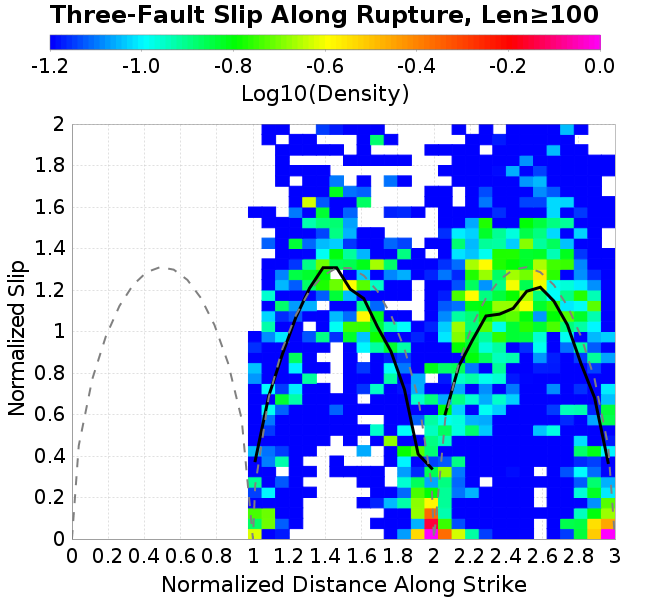 Three-Fault Slip Along Rupture, Len≥100
-1.2 -1.0 -0.8 -0.6 -0.4 -0.2 0.0
Log10(Density)
2
1.8
1.6
1.4
1.2
1
0.8
0.6
0.4
0.2
0
Normalized Slip
0 0.2 0.4 0.6 0.8 1 1.2 1.4 1.6 1.8 2 2.2 2.4 2.6 2.8 3
Normalized Distance Along Strike